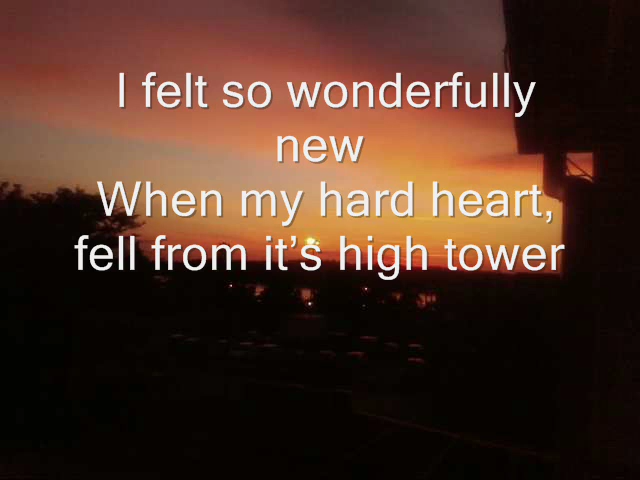 I felt so wonderfully
new
When my hard heart,
fell from it’s high tower